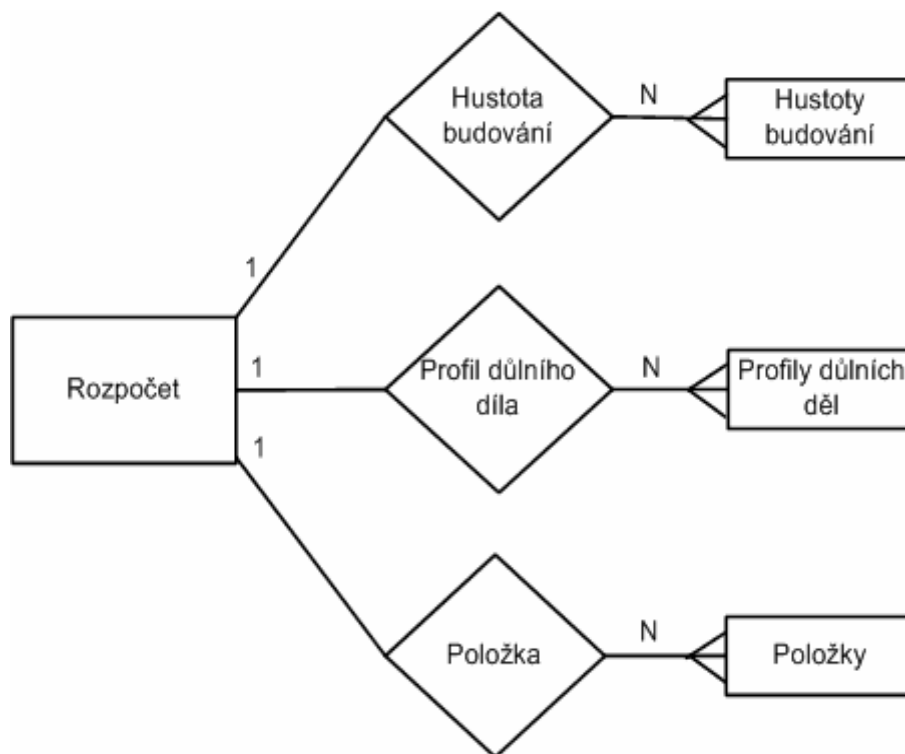 Hustota
budování
N
Hustoty
budování
1
Rozpočet
1
Profil důlního
díla
N
Profily důlních
děl
1
Položka
N
Položky